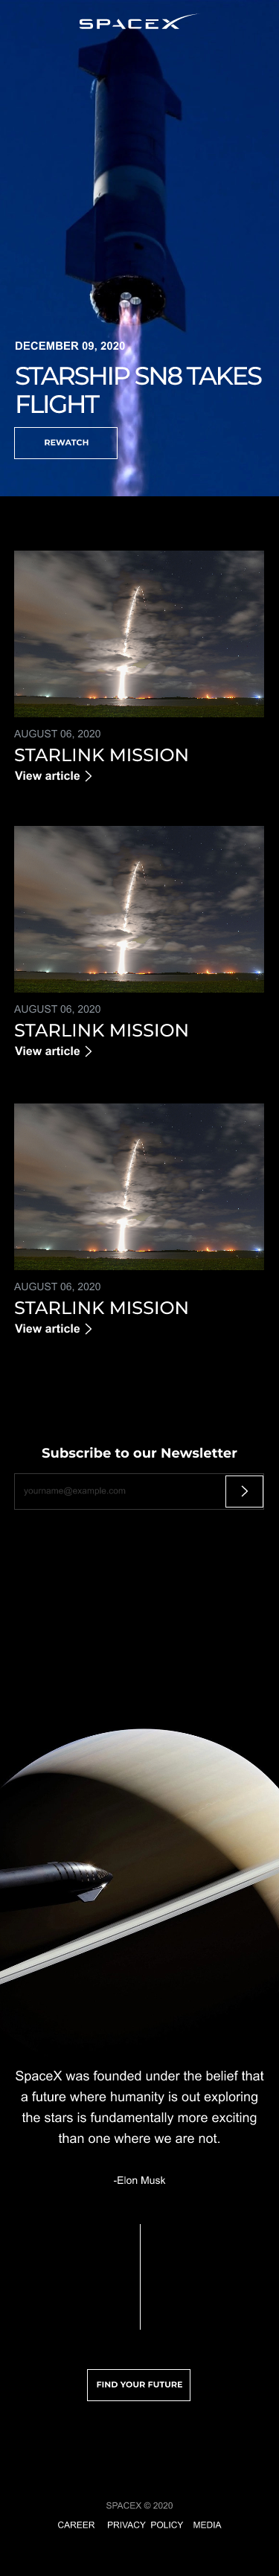 SPACEX
DECEMBER 09, 2020
STARSHIP SN8 TAKES
FLIGHT
REWATCH
AUGUST 06, 2020
STARLINK MISSION
View article
AUGUST 06, 2020
STARLINK MISSION
View article
AUGUST 06, 2020
STARLINK MISSION
View article
Subscribe to our Newsletter
yourname@example.com
SpaceX was founded under the belief that
a future where humanity is out exploring
the stars is fundamentally more exciting
than one where we are not.
-Elon Musk
FIND YOUR FUTURE
SPACEX © 2020
CAREER PRIVACY POLICY MEDIA